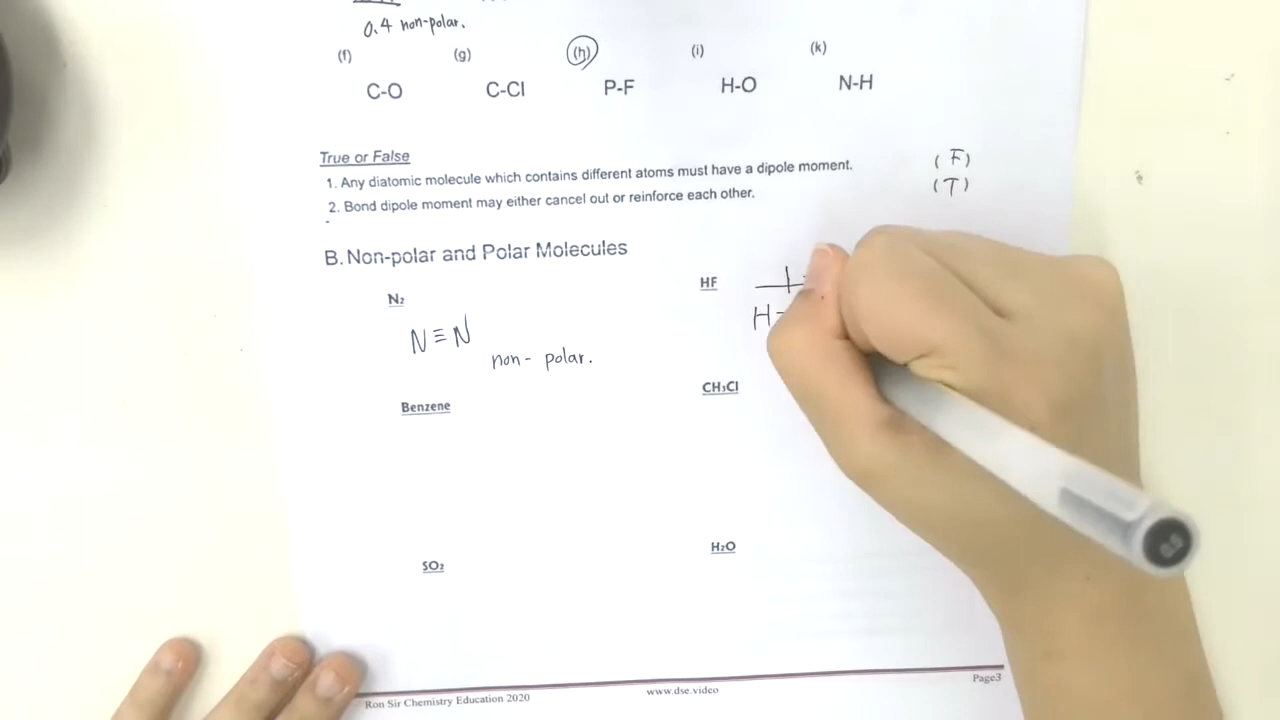 0.4 non-polar.
(f) (g) (h) (i) (k)
C-O C-Cl P-F H-O N-H
True or False
1. Any diatomic molecule which contains different atoms must have a dipole moment. (F)
2. Bond dipole moment may either cancel out or reinforce each other. (T)
B. Non-polar and Polar Molecules
N₂ HF
N≡N H-
non-polar.
Benzene CH₃Cl
SO₂ H₂O
Ron Sir Chemistry Education 2020 www.dse.video Page3
0.5